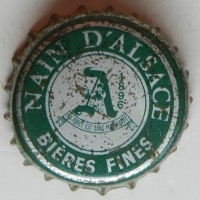 NAIN D'ALSACE
A
1896
BIÈRES FINES